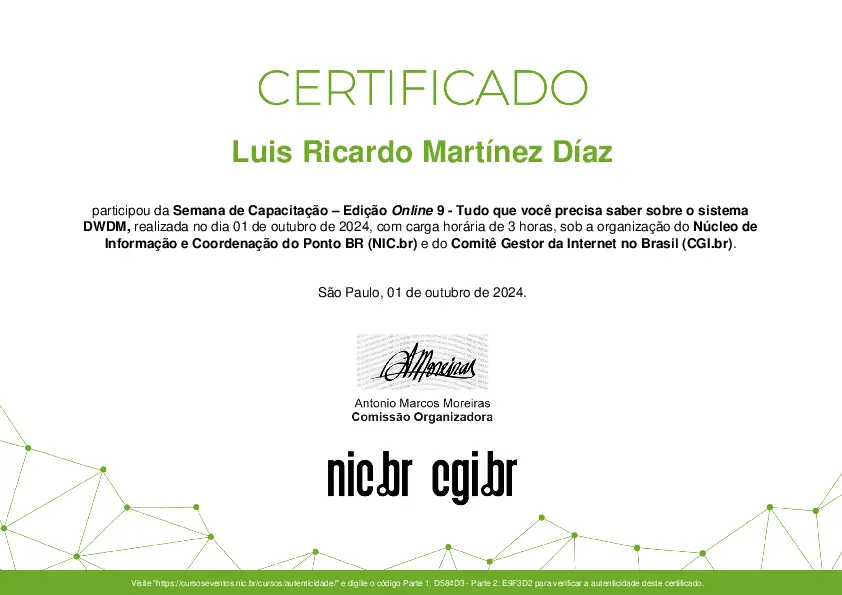 CERTIFICADO
Luis Ricardo Martínez Díaz
participou da Semana de Capacitação – Edição Online 9 - Tudo que você precisa saber sobre o sistema
DWDM, realizada no dia 01 de outubro de 2024, com carga horária de 3 horas, sob a organização do Núcleo de
Informação e Coordenação do Ponto BR (NIC.br) e do Comitê Gestor da Internet no Brasil (CGI.br).
São Paulo, 01 de outubro de 2024.
AMoreiras
Antonio Marcos Moreiras
Comissão Organizadora
nic.br cgi.br
Visite "https://cursoseventos.nic.br/cursos/autenticidade/" e digite o código Parte 1: D584D3 - Parte 2: E9F3D2 para verificar a autenticidade deste certificado.